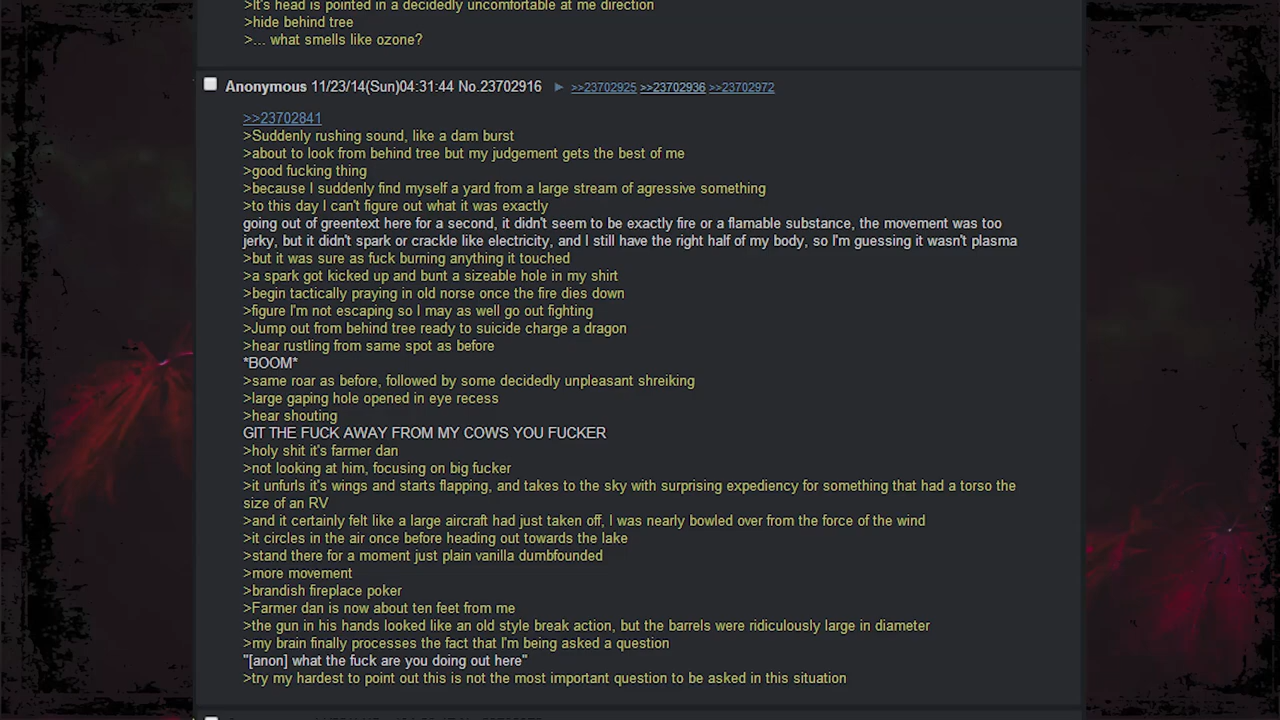 >It's head is pointed in a decidedly uncomfortable at me direction
>hide behind tree
>... what smells like ozone?
Anonymous 11/23/14(Sun)04:31:44 No.23702916 ▶ >>23702925 >>23702936 >>23702972
>>23702841
>Suddenly rushing sound, like a dam burst
>about to look from behind tree but my judgement gets the best of me
>good fucking thing
>because I suddenly find myself a yard from a large stream of agressive something
>to this day I can't figure out what it was exactly
going out of greentext here for a second, it didn't seem to be exactly fire or a flamable substance, the movement was too
jerky, but it didn't spark or crackle like electricity, and I still have the right half of my body, so I'm guessing it wasn't plasma
>but it was sure as fuck burning anything it touched
>a spark got kicked up and bunt a sizeable hole in my shirt
>begin tactically praying in old norse once the fire dies down
>figure I'm not escaping so I may as well go out fighting
>Jump out from behind tree ready to suicide charge a dragon
>hear rustling from same spot as before
*BOOM*
>same roar as before, followed by some decidedly unpleasant shreiking
>large gaping hole opened in eye recess
>hear shouting
GIT THE FUCK AWAY FROM MY COWS YOU FUCKER
>holy shit it's farmer dan
>not looking at him, focusing on big fucker
>it unfurls it's wings and starts flapping, and takes to the sky with surprising expediency for something that had a torso the
size of an RV
>and it certainly felt like a large aircraft had just taken off, I was nearly bowled over from the force of the wind
>it circles in the air once before heading out towards the lake
>stand there for a moment just plain vanilla dumbfounded
>more movement
>brandish fireplace poker
>Farmer dan is now about ten feet from me
>the gun in his hands looked like an old style break action, but the barrels were ridiculously large in diameter
>my brain finally processes the fact that I'm being asked a question
"[anon] what the fuck are you doing out here"
>try my hardest to point out this is not the most important question to be asked in this situation